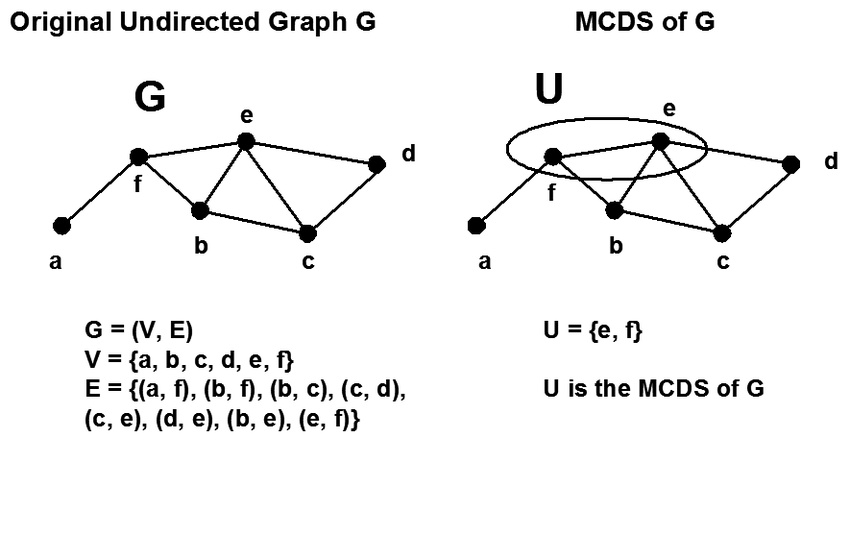 Original Undirected Graph G
G
e
d
f
b
a
c
G = (V, E)
V = {a, b, c, d, e, f}
E = {(a, f), (b, f), (b, c), (c, d),
(c, e), (d, e), (b, e), (e, f)}
MCDS of G
U
e
d
f
b
a
c
U = {e, f}
U is the MCDS of G